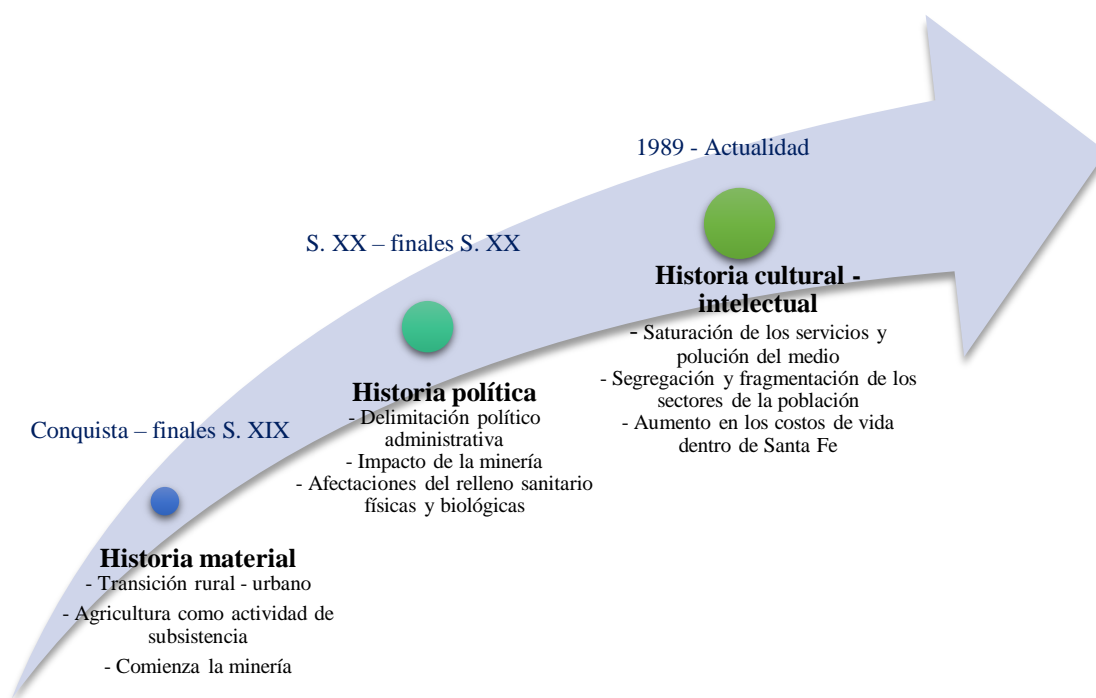 Conquista – finales S. XIX
Historia material
- Transición rural - urbano
- Agricultura como actividad de
subsistencia
- Comienza la minería
S. XX – finales S. XX
Historia política
- Delimitación político
administrativa
- Impacto de la minería
- Afectaciones del relleno sanitario
físicas y biológicas
1989 - Actualidad
Historia cultural -
intelectual
- Saturación de los servicios y
polución del medio
- Segregación y fragmentación de los
sectores de la población
- Aumento en los costos de vida
dentro de Santa Fe